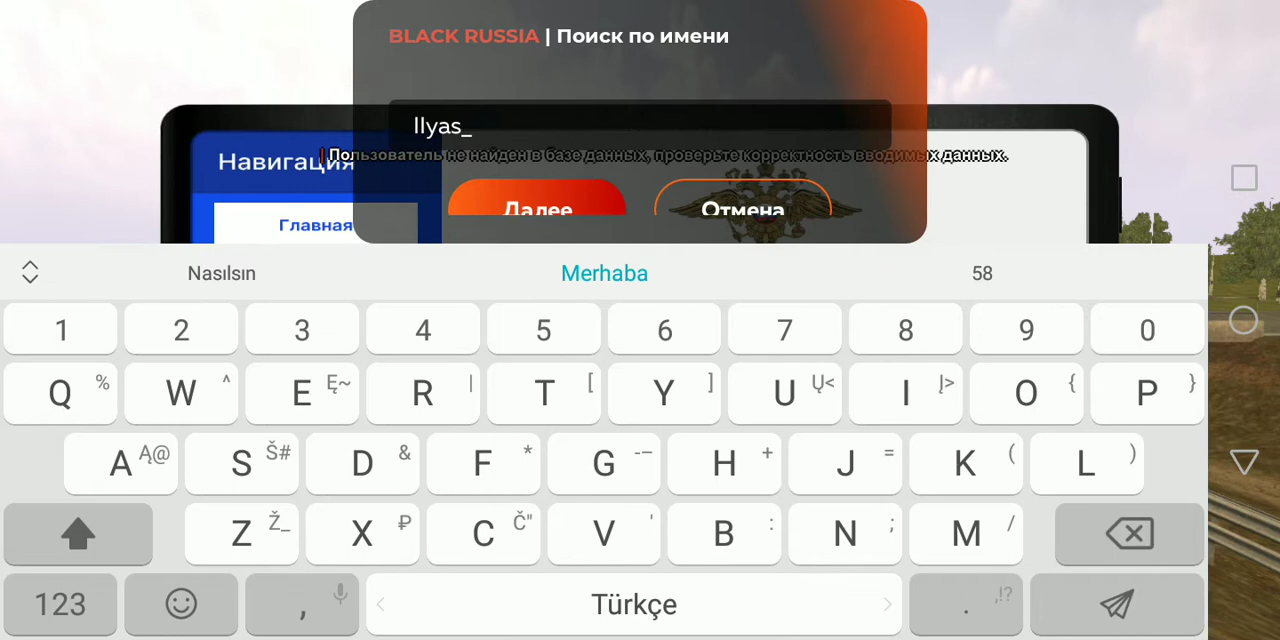 BLACK RUSSIA | Поиск по имени
Ilyas_
Навигация
| Пользователь не найден в базе данных, проверьте корректность вводимых данных.
Далее
Отмена
Главная
Nasılsın
Merhaba
58
1 2 3 4 5 6 7 8 9 0
Q % W ^ E Ę~ R | T [ Y ] U Ų< I Į> O { P }
A Ą@ S Š# D & F * G -– H + J = K ( L )
Z Ž_ X ₽ C Č" V ' B : N ; M /
123 , < Türkçe > . ,!?